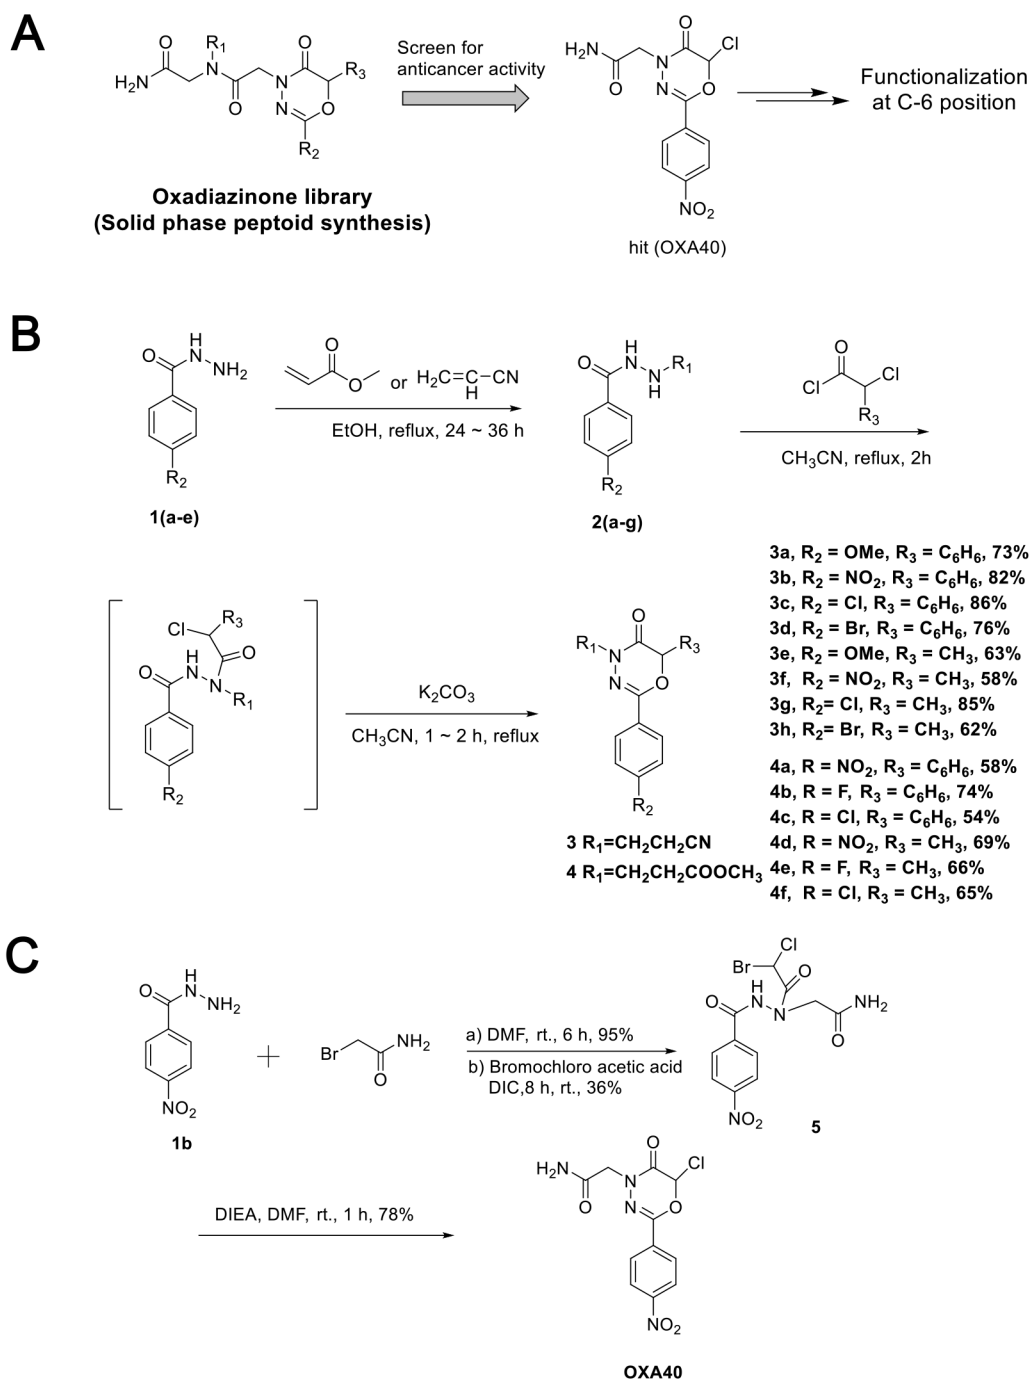 A
H₂N
O
R₁
N
O
N
N
O
R₃
O
R₂
Oxadiazinone library
(Solid phase peptoid synthesis)
Screen for
anticancer activity
H₂N
O
N
N
O
Cl
O
NO₂
hit (OXA40)
Functionalization
at C-6 position
B
O
H
N
NH₂
R₂
1(a-e)
O
O
or
H₂C=C-CN
H
EtOH, reflux, 24 ~ 36 h
O
H
N
N
H
R₁
R₂
2(a-g)
O
Cl
Cl
R₃
CH₃CN, reflux, 2h
Cl
R₃
O
H
N
N
O
R₁
R₂
K₂CO₃
CH₃CN, 1 ~ 2 h, reflux
R₁
N
N
O
R₃
O
R₂
3 R₁=CH₂CH₂CN
4 R₁=CH₂CH₂COOCH₃
3a, R₂ = OMe, R₃ = C₆H₆, 73%
3b, R₂ = NO₂, R₃ = C₆H₆, 82%
3c, R₂ = Cl, R₃ = C₆H₆, 86%
3d, R₂ = Br, R₃ = C₆H₆, 76%
3e, R₂ = OMe, R₃ = CH₃, 63%
3f, R₂ = NO₂, R₃ = CH₃, 58%
3g, R₂= Cl, R₃ = CH₃, 85%
3h, R₂= Br, R₃ = CH₃, 62%
4a, R = NO₂, R₃ = C₆H₆, 58%
4b, R = F, R₃ = C₆H₆, 74%
4c, R = Cl, R₃ = C₆H₆, 54%
4d, R = NO₂, R₃ = CH₃, 69%
4e, R = F, R₃ = CH₃, 66%
4f, R = Cl, R₃ = CH₃, 65%
C
O
H
N
NH₂
NO₂
1b
Br
NH₂
O
a) DMF, rt., 6 h, 95%
b) Bromochloro acetic acid
DIC,8 h, rt., 36%
Cl
Br
O
H
N
N
O
NH₂
O
NO₂
5
DIEA, DMF, rt., 1 h, 78%
H₂N
O
N
N
O
Cl
O
NO₂
OXA40